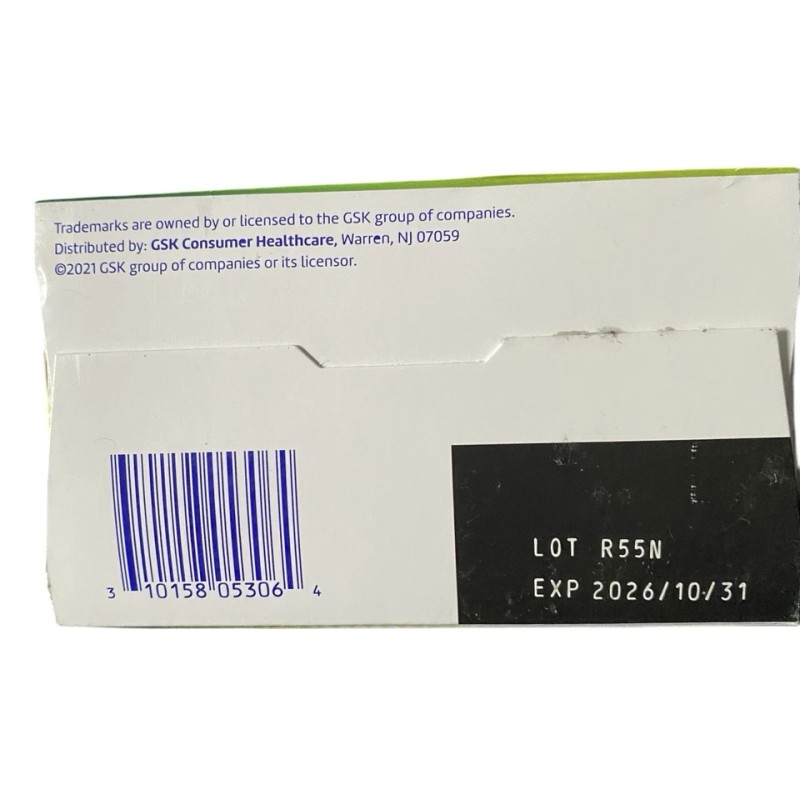 Trademarks are owned by or licensed to the GSK group of companies.
Distributed by: GSK Consumer Healthcare, Warren, NJ 07059
©2021 GSK group of companies or its licensor.
LOT R55N
EXP 2026/10/31
3 10158 05306 4